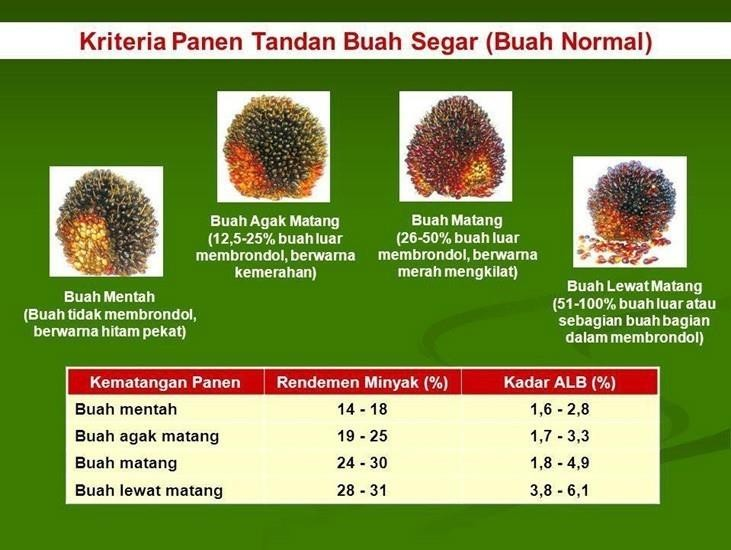 Kriteria Panen Tandan Buah Segar (Buah Normal)
Buah Mentah
(Buah tidak membrondol,
berwarna hitam pekat)
Buah Agak Matang
(12,5-25% buah luar
membrondol, berwarna
kemerahan)
Buah Matang
(26-50% buah luar
membrondol, berwarna
merah mengkilat)
Buah Lewat Matang
(51-100% buah luar atau
sebagian buah bagian
dalam membrondol)
Kematangan Panen Rendemen Minyak (%) Kadar ALB (%)
Buah mentah 14 - 18 1,6 - 2,8
Buah agak matang 19 - 25 1,7 - 3,3
Buah matang 24 - 30 1,8 - 4,9
Buah lewat matang 28 - 31 3,8 - 6,1